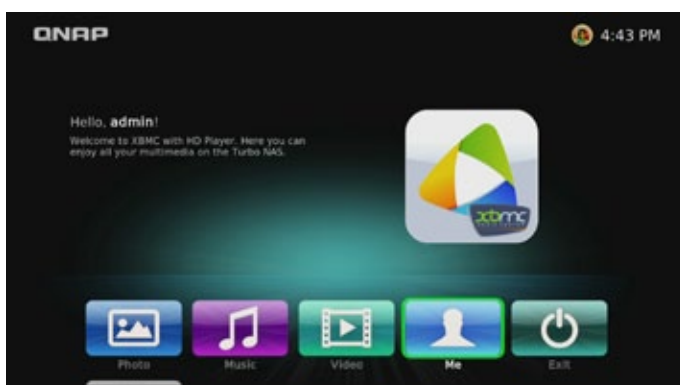 QNAP
4:43 PM
Hello, admin!
Welcome to XBMC with HD Player. Here you can
enjoy all your multimedia on the Turbo NAS.
xbmc
Photo
Music
Video
Me
Exit